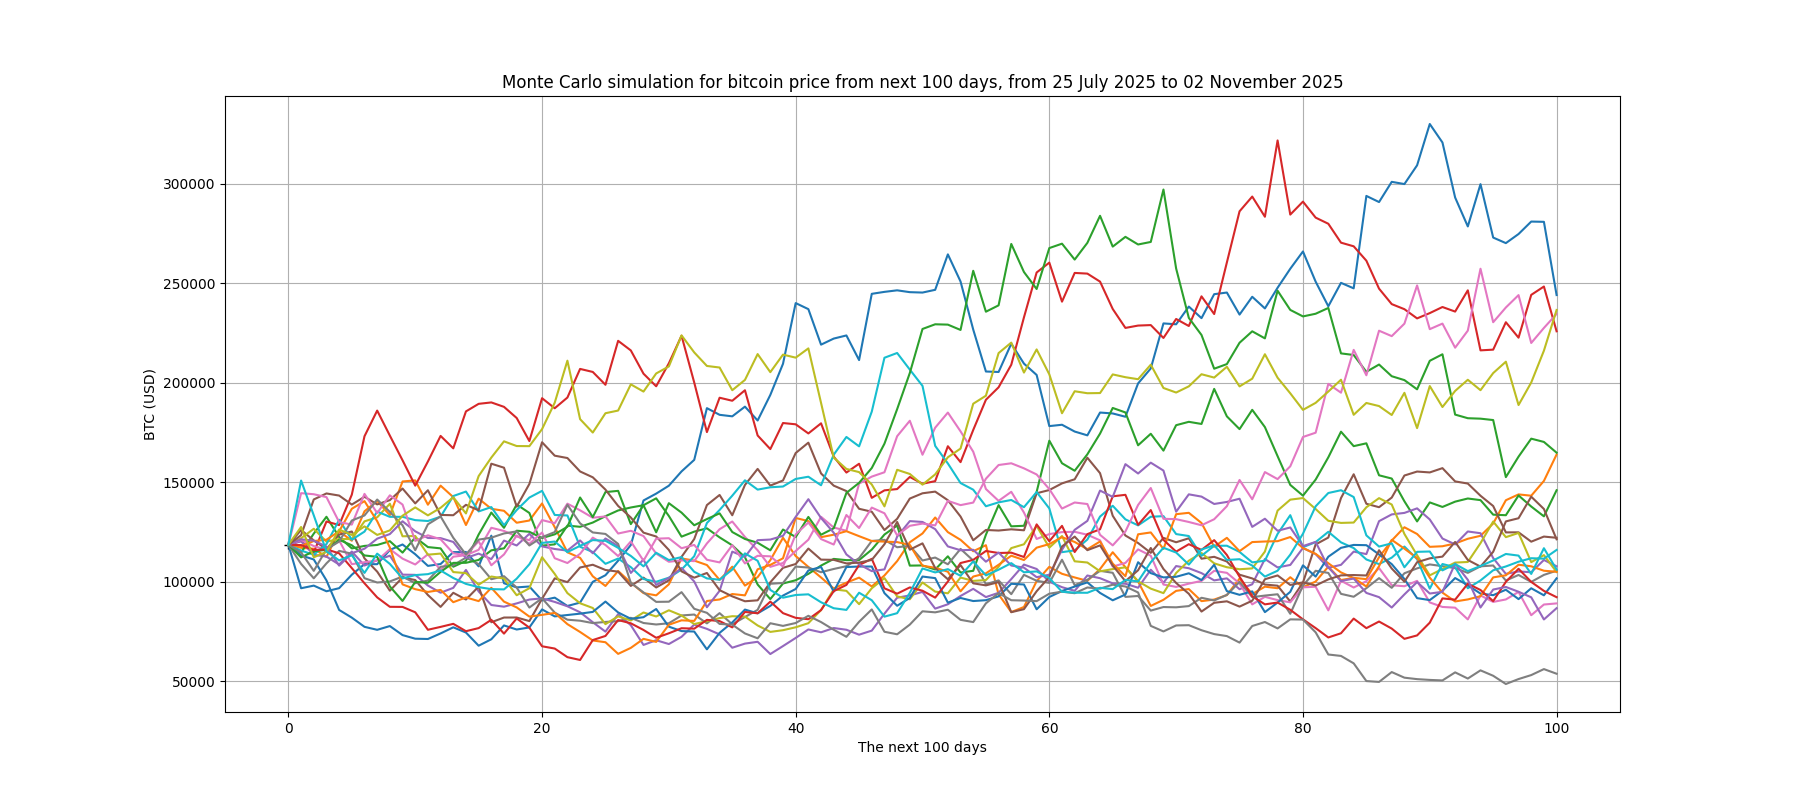 Monte Carlo simulation for bitcoin price from next 100 days, from 25 July 2025 to 02 November 2025
BTC (USD)
300000
250000
200000
150000
100000
50000
0 20 40 60 80 100
The next 100 days